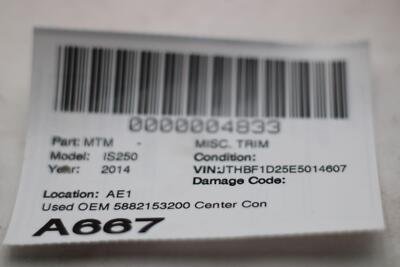 0000004833
Part: MTM - MISC. TRIM
Model: IS250 Condition:
Year: 2014 VIN:JTHBF1D25E5014607
Damage Code:
Location: AE1
Used OEM 5882153200 Center Con
A667